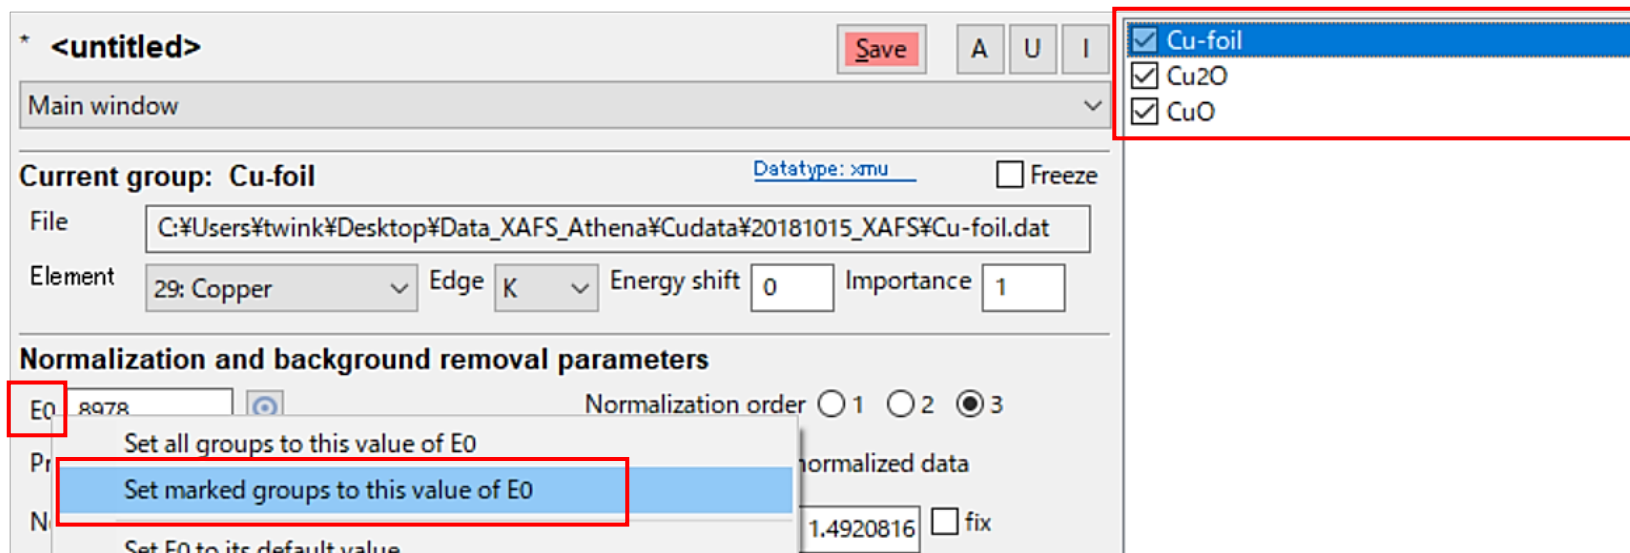 * <untitled> Save A U I
Main window
Current group: Cu-foil Datatype: xmu Freeze
File C:¥Users¥twink¥Desktop¥Data_XAFS_Athena¥Cudata¥20181015_XAFS¥Cu-foil.dat
Element 29: Copper Edge K Energy shift 0 Importance 1
Normalization and background removal parameters
E0 8978 Normalization order 1 2 3
Set all groups to this value of E0
normalized data
Set marked groups to this value of E0
1.4920816 fix
Set E0 to its default value
Cu-foil
Cu2O
CuO